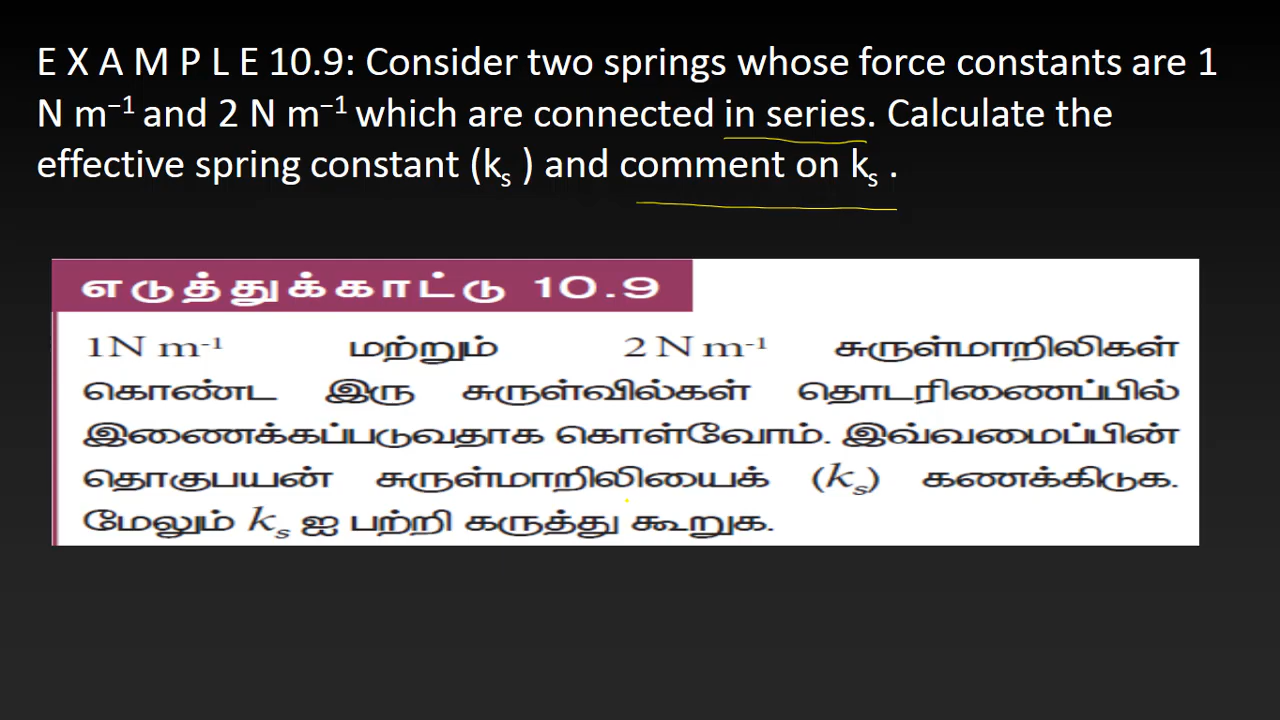 E X A M P L E 10.9: Consider two springs whose force constants are 1
N m⁻¹ and 2 N m⁻¹ which are connected in series. Calculate the
effective spring constant (kₛ ) and comment on kₛ .
எடுத்துக்காட்டு 10.9
1N m⁻¹ மற்றும் 2 N m⁻¹ சுருள்மாறிலிகள்
கொண்ட இரு சுருள்வில்கள் தொடரிணைப்பில்
இணைக்கப்படுவதாக கொள்வோம். இவ்வமைப்பின்
தொகுபயன் சுருள்மாறிலியைக் (kₛ) கணக்கிடுக.
மேலும் kₛ ஐ பற்றி கருத்து கூறுக.